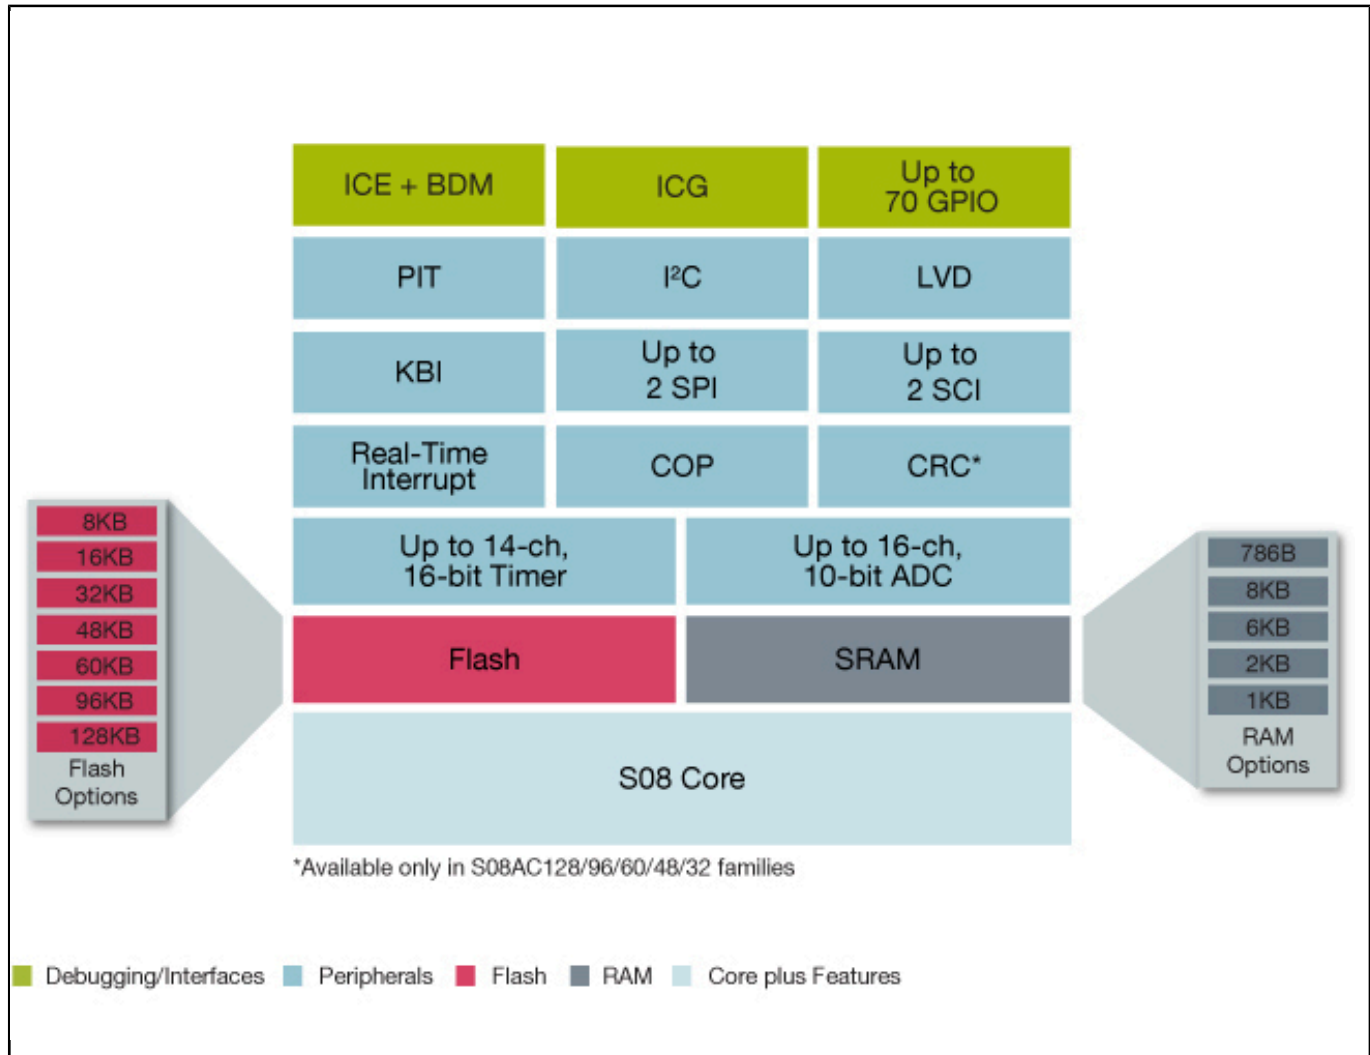 ICE + BDM
ICG
Up to
70 GPIO
PIT
I²C
LVD
KBI
Up to
2 SPI
Up to
2 SCI
Real-Time
Interrupt
COP
CRC*
Up to 14-ch,
16-bit Timer
Up to 16-ch,
10-bit ADC
Flash
SRAM
S08 Core
8KB
16KB
32KB
48KB
60KB
96KB
128KB
Flash
Options
786B
8KB
6KB
2KB
1KB
RAM
Options
*Available only in S08AC128/96/60/48/32 families
Debugging/Interfaces
Peripherals
Flash
RAM
Core plus Features